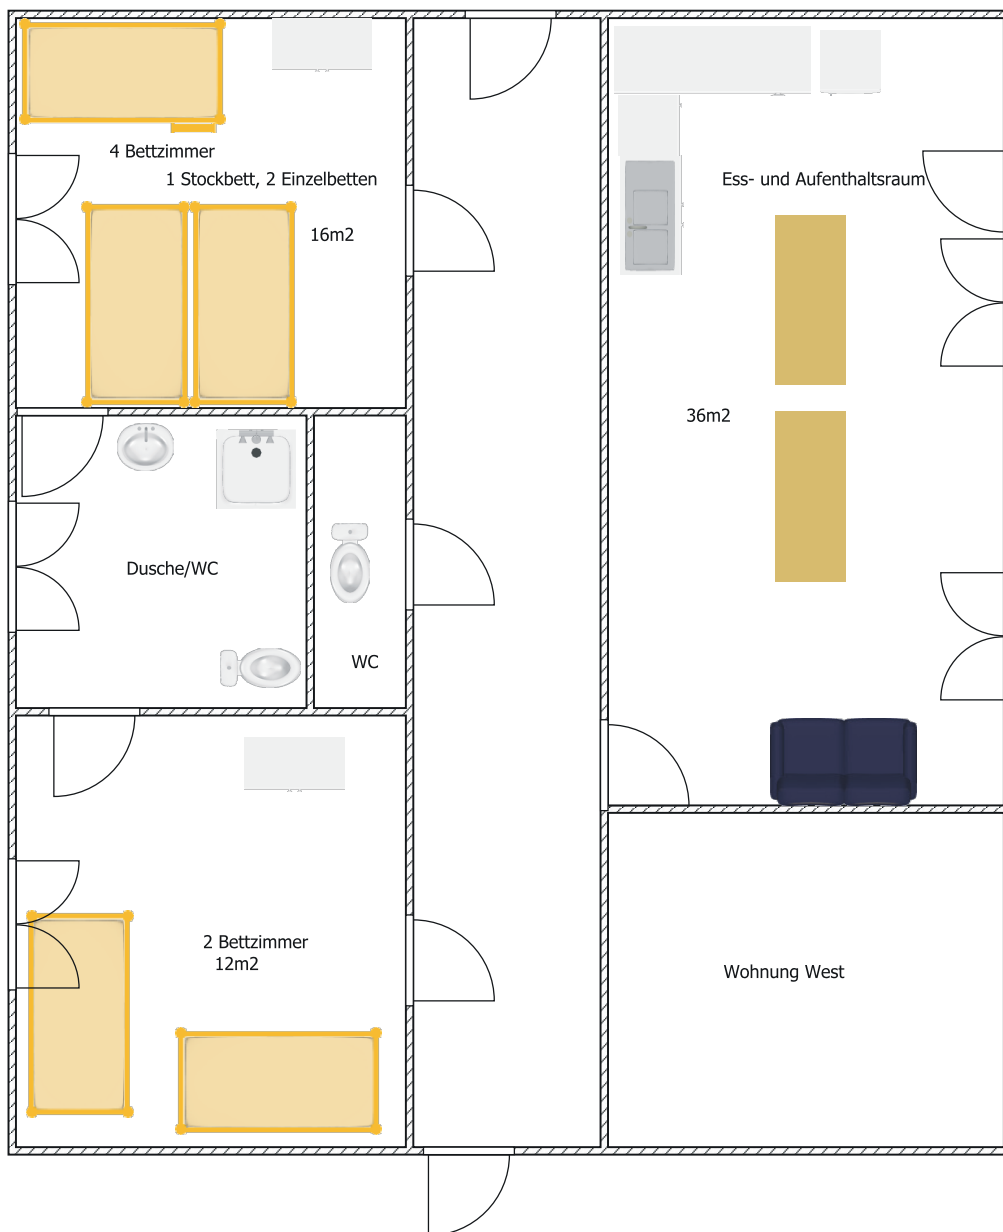 4 Bettzimmer
1 Stockbett, 2 Einzelbetten
16m2
Ess- und Aufenthaltsraum
36m2
Dusche/WC
WC
2 Bettzimmer
12m2
Wohnung West